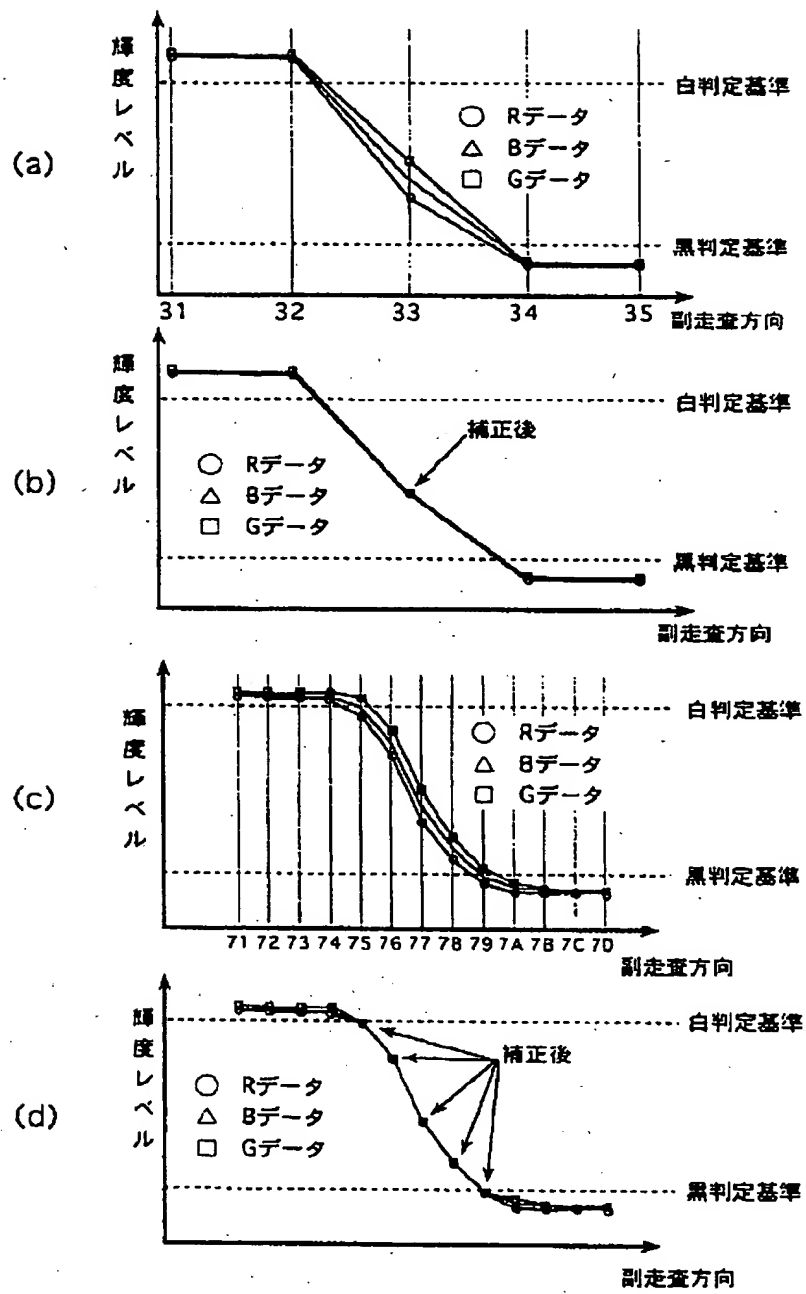 (a)
輝度レベル
白判定基準
○ Rデータ
△ Bデータ
□ Gデータ
黒判定基準
31 32 33 34 35
副走査方向
(b)
輝度レベル
白判定基準
補正後
○ Rデータ
△ Bデータ
□ Gデータ
黒判定基準
副走査方向
(c)
輝度レベル
白判定基準
○ Rデータ
△ Bデータ
□ Gデータ
黒判定基準
71 72 73 74 75 76 77 78 79 7A 7B 7C 7D
副走査方向
(d)
輝度レベル
白判定基準
補正後
○ Rデータ
△ Bデータ
□ Gデータ
黒判定基準
副走査方向